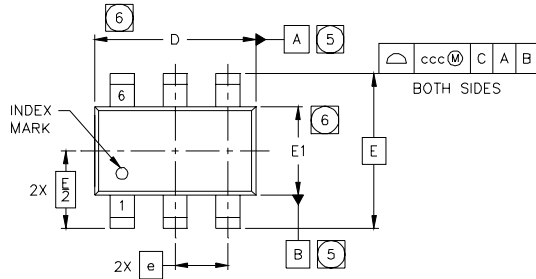 6
D
A 5
⌓ ccc Ⓜ C A B
BOTH SIDES
6
INDEX
MARK
6
E1
E
2X E/2
1
B 5
2X e